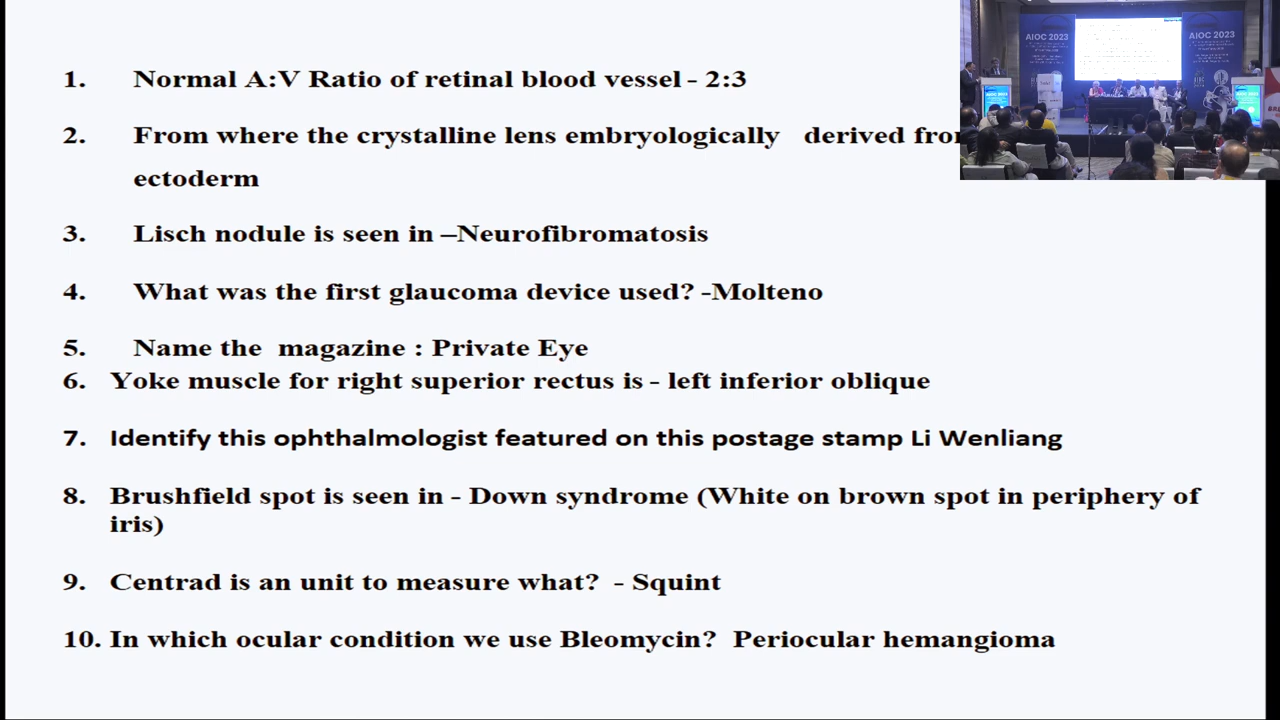 1. Normal A:V Ratio of retinal blood vessel - 2:3
2. From where the crystalline lens embryologically derived from
ectoderm
3. Lisch nodule is seen in –Neurofibromatosis
4. What was the first glaucoma device used? -Molteno
5. Name the magazine : Private Eye
6. Yoke muscle for right superior rectus is - left inferior oblique
7. Identify this ophthalmologist featured on this postage stamp Li Wenliang
8. Brushfield spot is seen in - Down syndrome (White on brown spot in periphery of
iris)
9. Centrad is an unit to measure what? - Squint
10. In which ocular condition we use Bleomycin? Periocular hemangioma
AIOC 2023
AIOC 2023